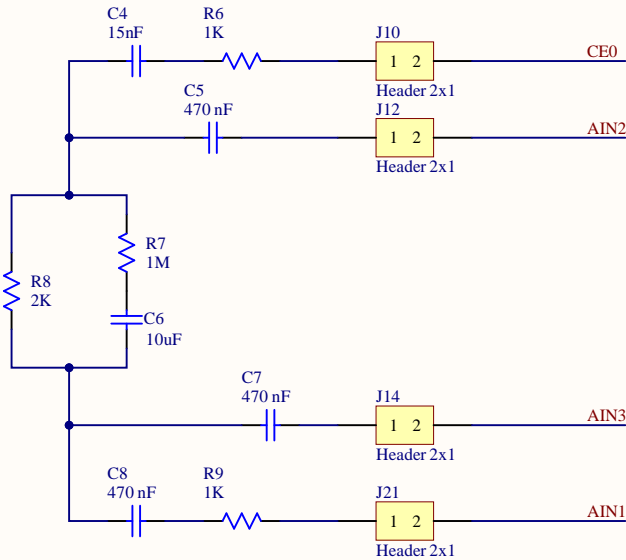 C4
15nF
R6
1K
J10
1 2
Header 2x1
CE0
C5
470 nF
J12
1 2
Header 2x1
AIN2
R7
1M
R8
2K
C6
10uF
C7
470 nF
J14
1 2
Header 2x1
AIN3
C8
470 nF
R9
1K
J21
1 2
Header 2x1
AIN1